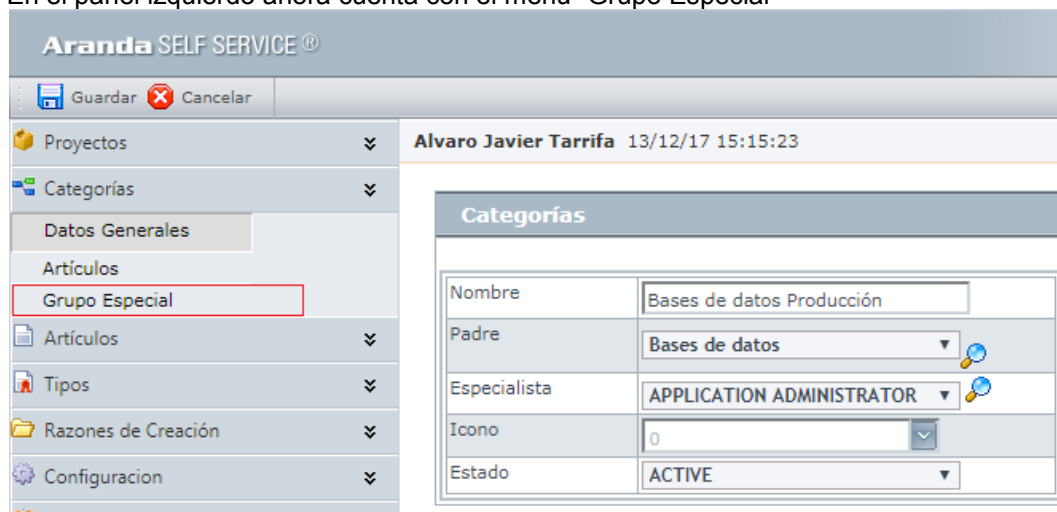 En el panel izquierdo ahora cuenta con el menú "Grupo Especial"
Aranda SELF SERVICE ®
Guardar Cancelar
Proyectos
Alvaro Javier Tarrifa 13/12/17 15:15:23
Categorías
Datos Generales
Artículos
Grupo Especial
Artículos
Tipos
Razones de Creación
Configuracion
Categorías
Nombre Bases de datos Producción
Padre Bases de datos
Especialista APPLICATION ADMINISTRATOR
Icono 0
Estado ACTIVE